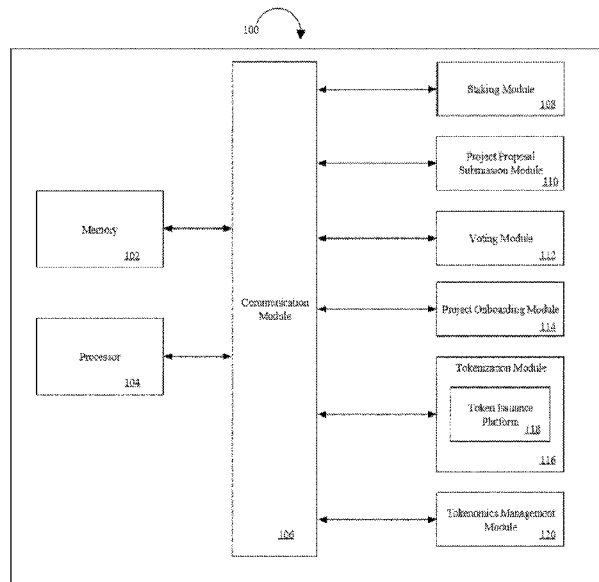 100
Staking Module
108
Project Proposal
Submission Module
110
Memory
102
Voting Module
112
Communication
Module
Project Onboarding Module
114
Processor
104
Tokenization Module
Token Issuance
Platform
118
116
Tokenomics Management
Module
106
120